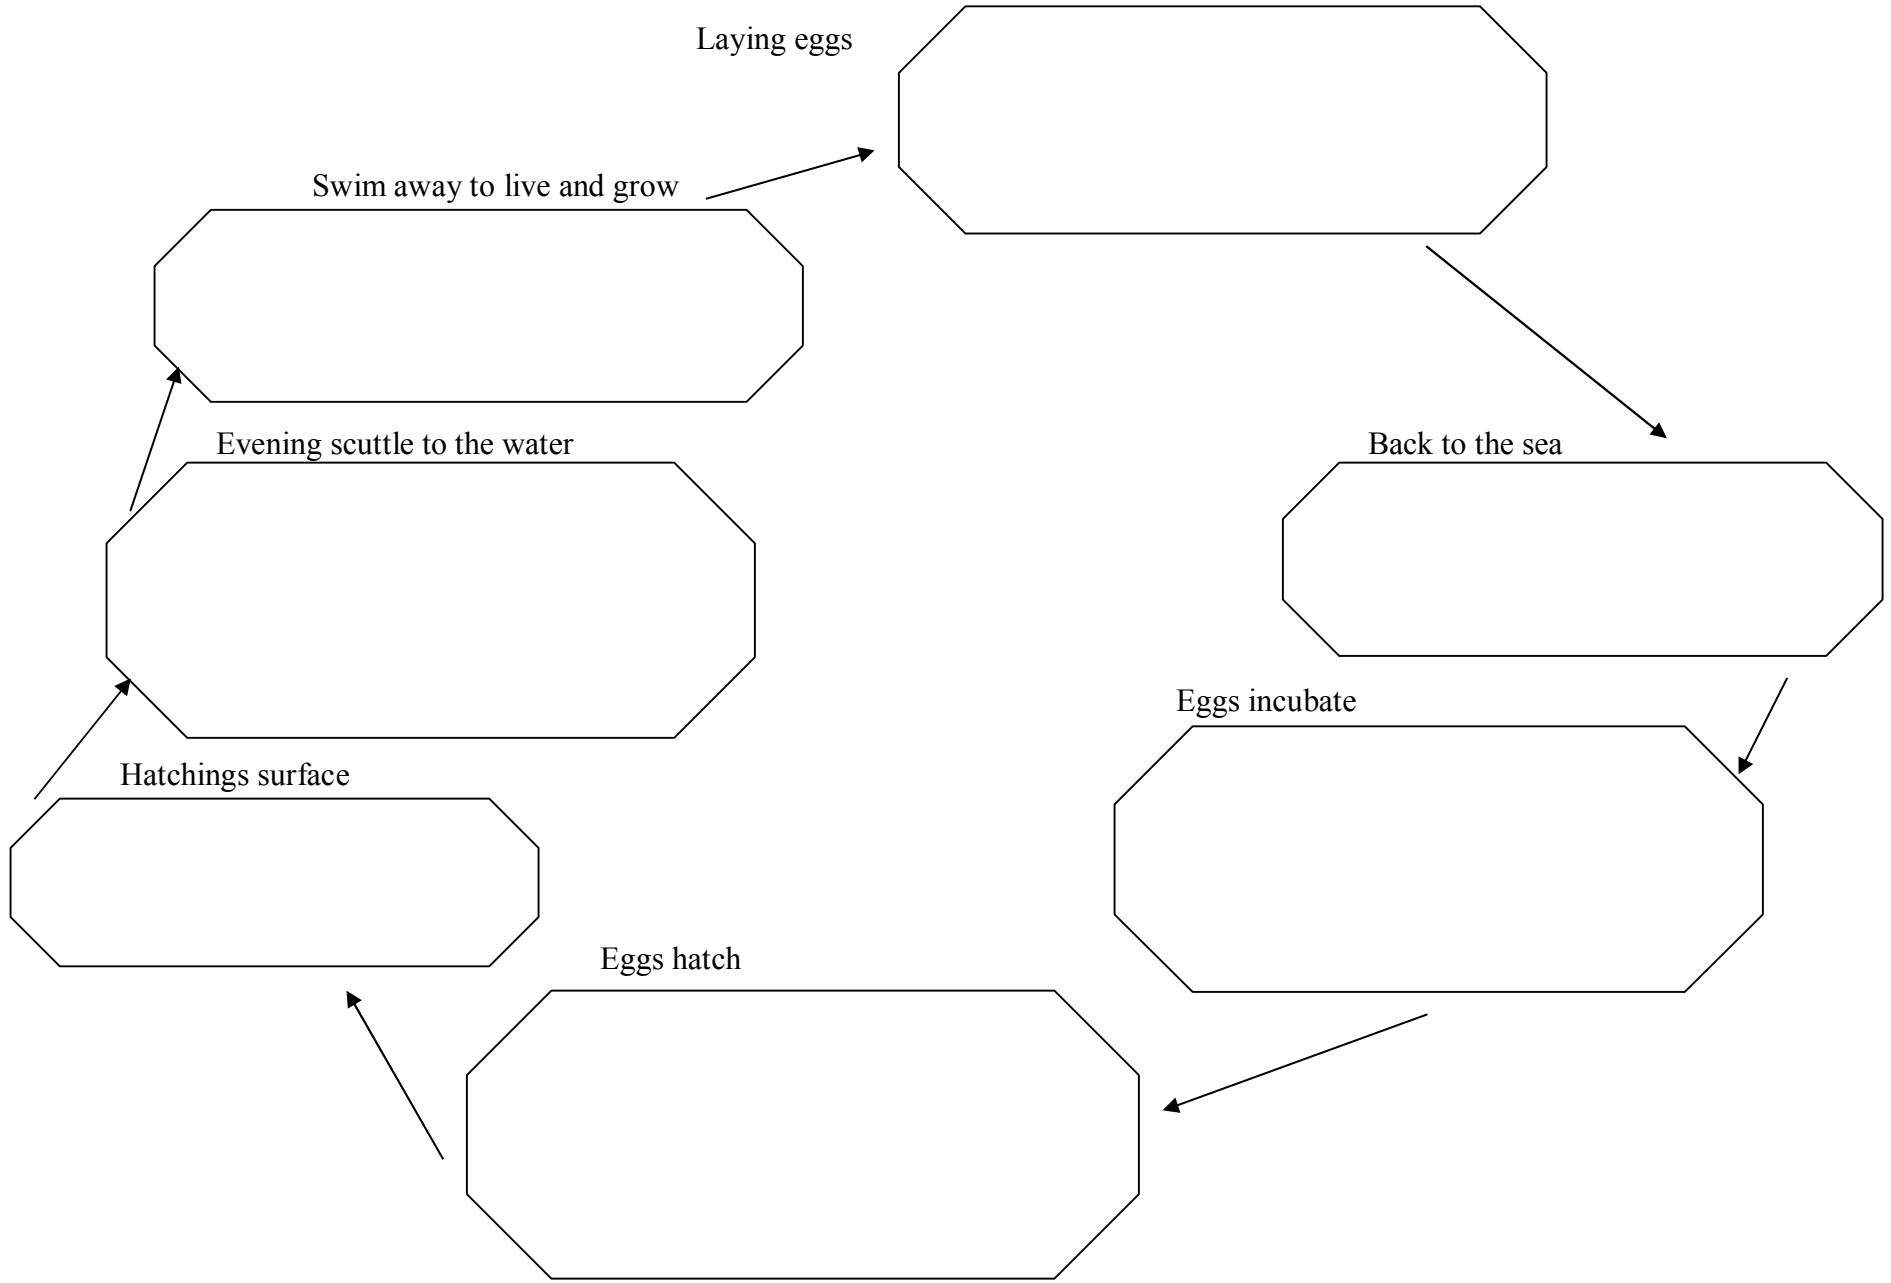 Laying eggs
Swim away to live and grow
Evening scuttle to the water
Back to the sea
Eggs incubate
Hatchings surface
Eggs hatch